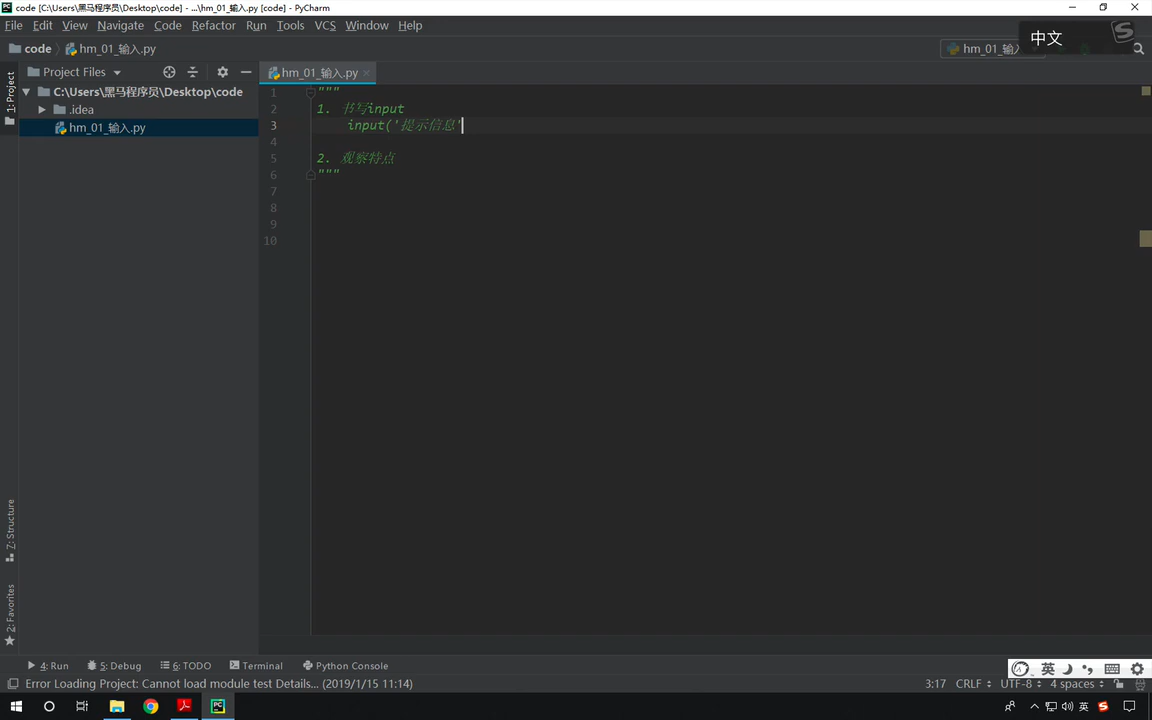 code [C:\Users\黑马程序员\Desktop\code] - ...\hm_01_输入.py [code] - PyCharm
File Edit View Navigate Code Refactor Run Tools VCS Window Help
code hm_01_输入.py hm_01_输入 中文
1: Project Project Files hm_01_输入.py
C:\Users\黑马程序员\Desktop\code
.idea
hm_01_输入.py
1 """
2 1. 书写input
3 input('提示信息'
4
5 2. 观察特点
6 """
7
8
9
10
Z: Structure
2: Favorites
4: Run 5: Debug 6: TODO Terminal Python Console 英
Error Loading Project: Cannot load module test Details... (2019/1/15 11:14) 3:17 CRLF UTF-8 4 spaces
英